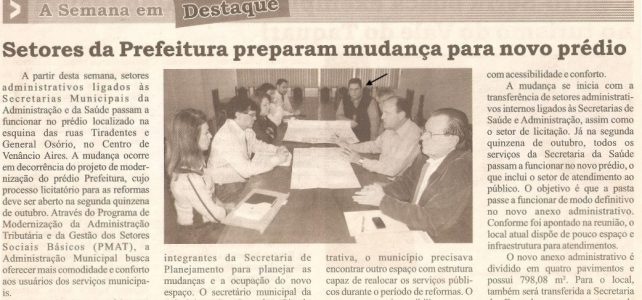 A Semana em Destaque
Setores da Prefeitura preparam mudança para novo prédio
A partir desta semana, setores
administrativos ligados às
Secretarias Municipais da
Administração e da Saúde passam a
funcionar no prédio localizado na
esquina das ruas Tiradentes e
General Osório, no Centro de
Venâncio Aires. A mudança ocorre
em decorrência do projeto de moder-
nização do prédio Prefeitura, cujo
processo licitatório para as reformas
deve ser aberto na segunda quinzena
de outubro. Através do Programa de
Modernização da Administração
Tributária e da Gestão dos Setores
Sociais Básicos (PMAT), a
Administração Municipal busca
oferecer mais comodidade e conforto
aos usuários dos serviços municipa-
is.
integrantes da Secretaria de
Planejamento para planejar as
mudanças e a ocupação do novo
espaço. O secretário municipal de
trativa, o município precisava
encontrar outro espaço com estrutura
capaz de realocar os serviços públi-
cos durante o período de reformas. O
com acessibilidade e conforto.
A mudança se inicia com a
transferência de setores administrati-
vos internos ligados às Secretarias de
Saúde e Administração, assim como
o setor de licitação. Já na segunda
quinzena de outubro, todos os
serviços da Secretaria da Saúde
passam a funcionar no novo prédio, o
que inclui o setor de atendimento ao
público. O objetivo é que a pasta
passe a funcionar de modo definitivo
no novo anexo administrativo.
Conforme foi apontado na reunião, o
local atual dispõe de pouco espaço e
infraestrutura para atendimentos.
O novo anexo administrativo é
dividido em quatro pavimentos e
possui 798,08 m². Para o local,
também será transferida a Secretaria